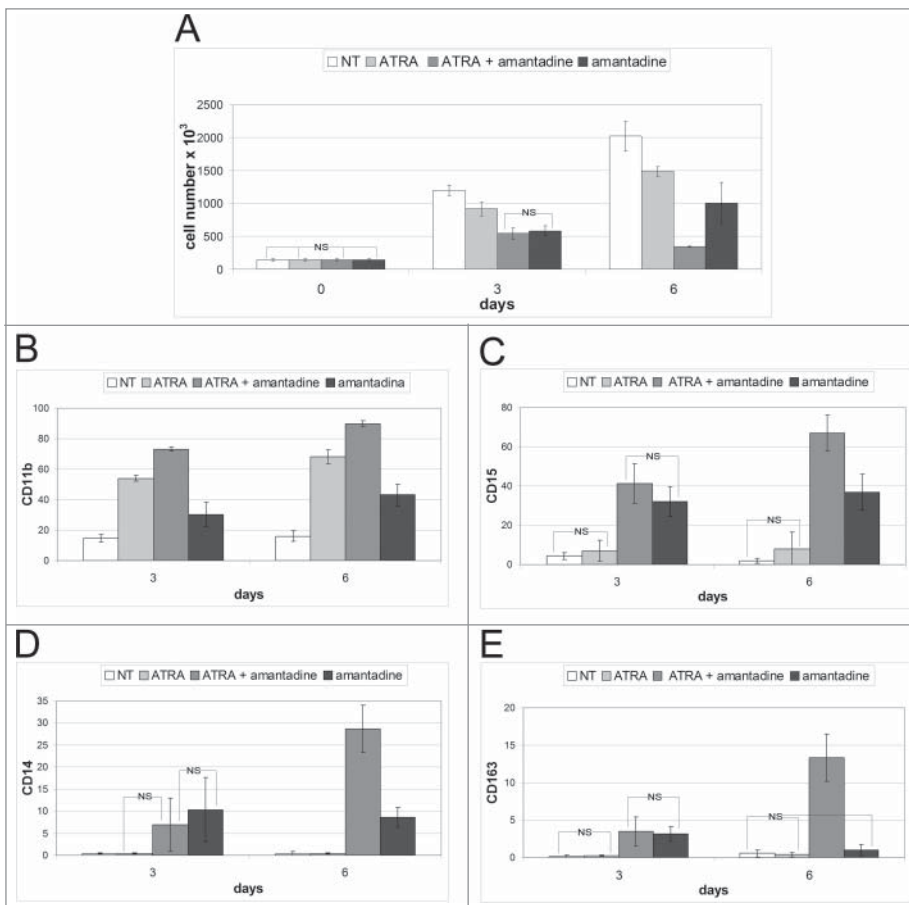 A
NT ATRA ATRA + amantadine amantadine
cell number x 10³
2500
2000
1500
1000
500
0
NS
NS
0 3 6
days
B
NT ATRA ATRA + amantadine amantadina
CD11b
100
80
60
40
20
0
3 6
days
C
NT ATRA ATRA + amantadine amantadine
CD15
80
60
40
20
0
NS
NS
NS
3 6
days
D
NT ATRA ATRA + amantadine amantadine
CD14
35
30
25
20
15
10
5
0
NS
NS
3 6
days
E
NT ATRA ATRA + amantadine amantadine
CD163
20
15
10
5
0
NS
NS
NS
3 6
days